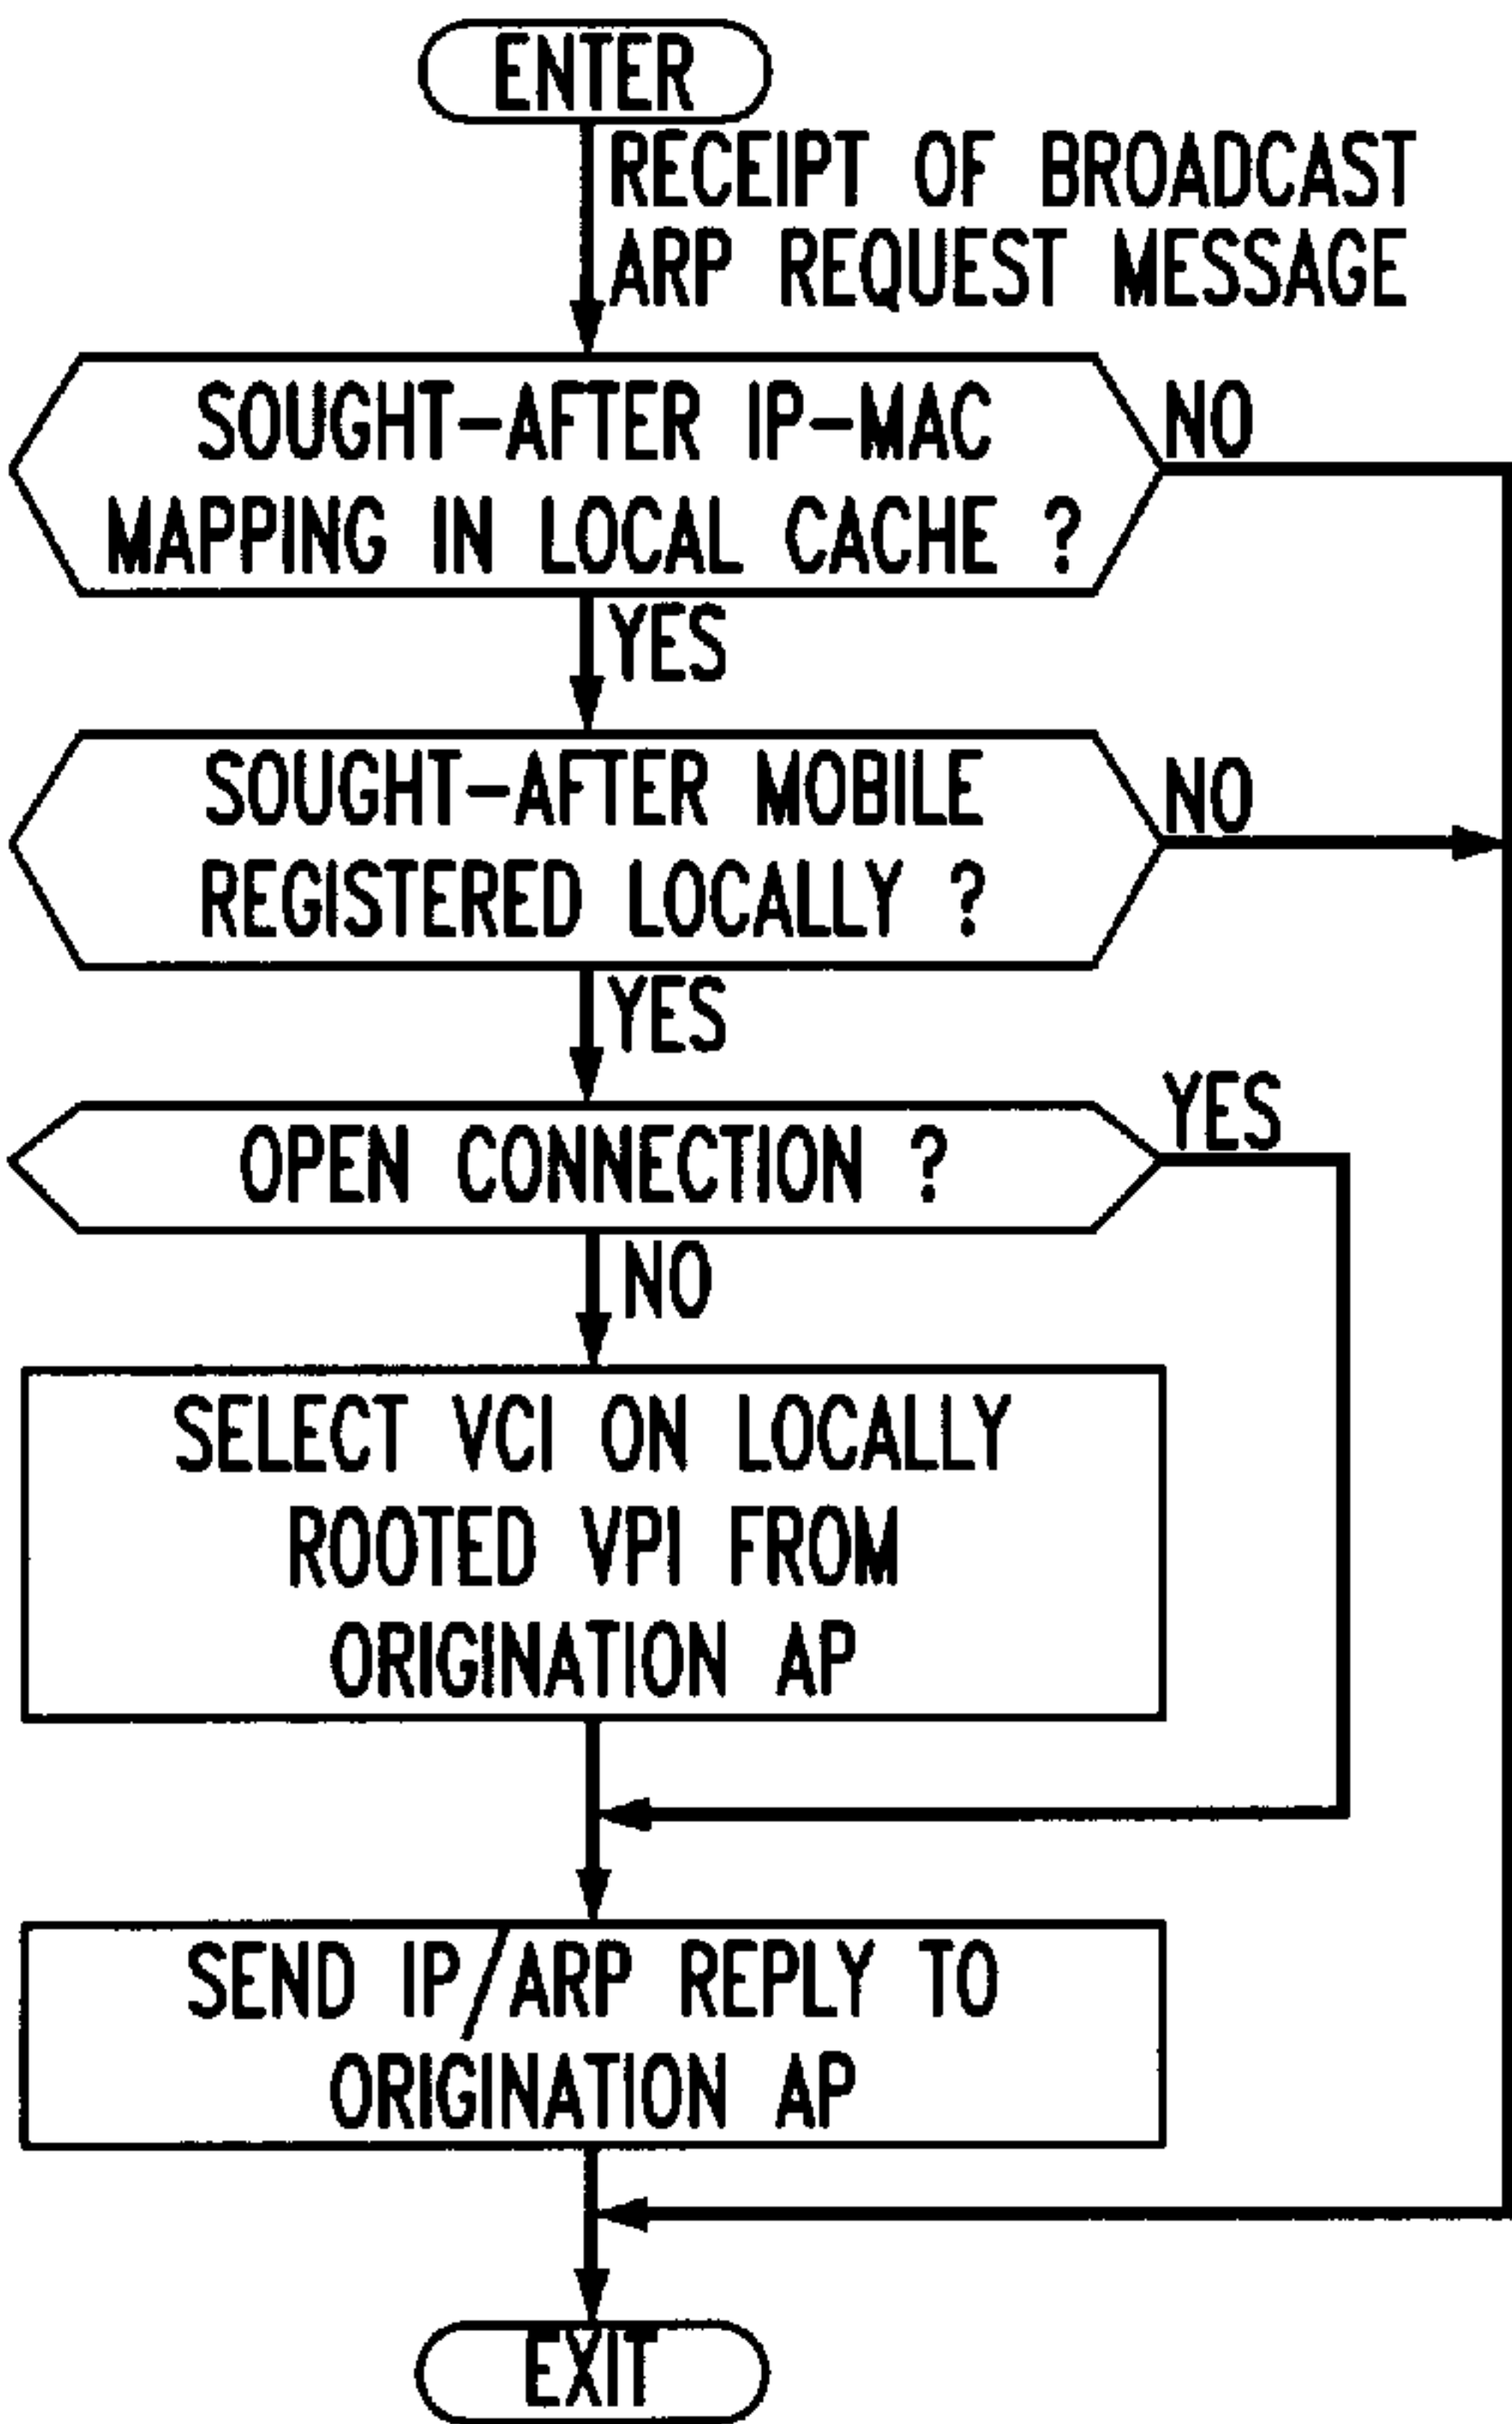 ENTER
RECEIPT OF BROADCAST
ARP REQUEST MESSAGE
SOUGHT-AFTER IP-MAC
MAPPING IN LOCAL CACHE ?
NO
YES
SOUGHT-AFTER MOBILE
REGISTERED LOCALLY ?
NO
YES
OPEN CONNECTION ?
YES
NO
SELECT VCI ON LOCALLY
ROOTED VPI FROM
ORIGINATION AP
SEND IP/ARP REPLY TO
ORIGINATION AP
EXIT